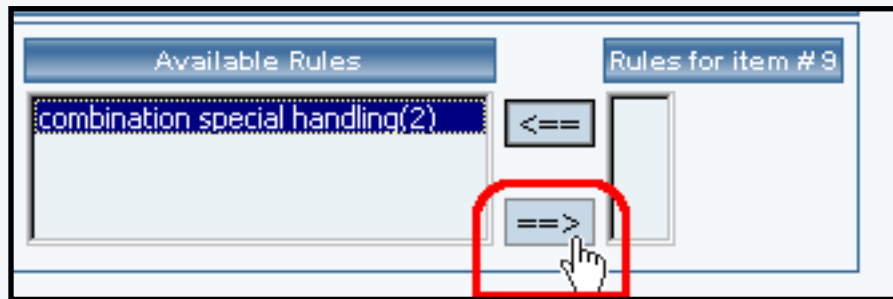 Available Rules
Rules for item # 9
combination special handling(2)
<==
==>